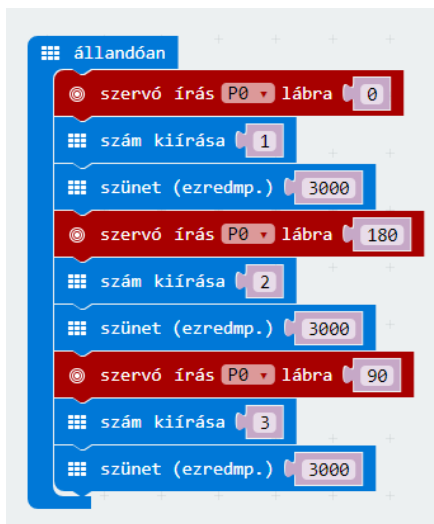 állandóan
szervó írás P0 lábra 0
szám kiírása 1
szünet (ezredmp.) 3000
szervó írás P0 lábra 180
szám kiírása 2
szünet (ezredmp.) 3000
szervó írás P0 lábra 90
szám kiírása 3
szünet (ezredmp.) 3000